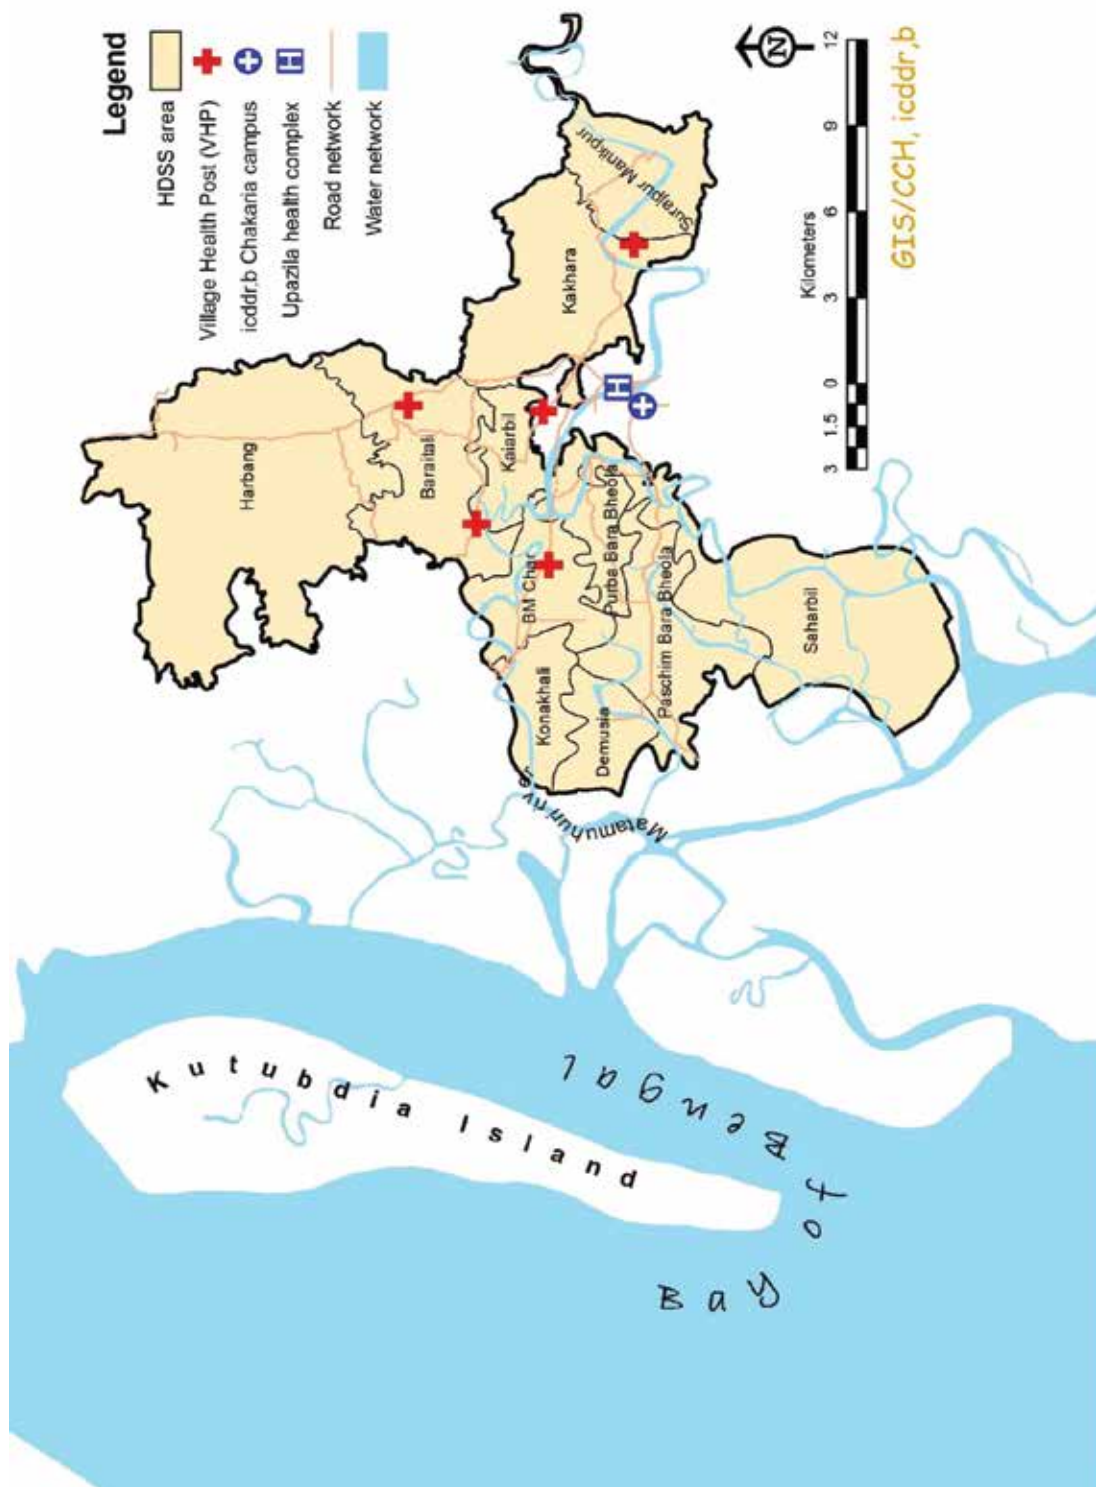 Legend
HDSS area
Village Health Post (VHP)
icddr,b Chakaria campus
Upazila health complex
H
Road network
Water network
N
Kilometers
3 1.5 0 3 6 9 12
GIS/CCH, icddr,b
Harbang
Baraitali
Kaiarbil
Kakhara
Surajpur Manikpur
H
BM Char
Purba Bara Bheola
Paschim Bara Bheola
Konakhali
Demusia
Saharbil
Matamuhuri river
Kutubdia Island
Bay of Bengal